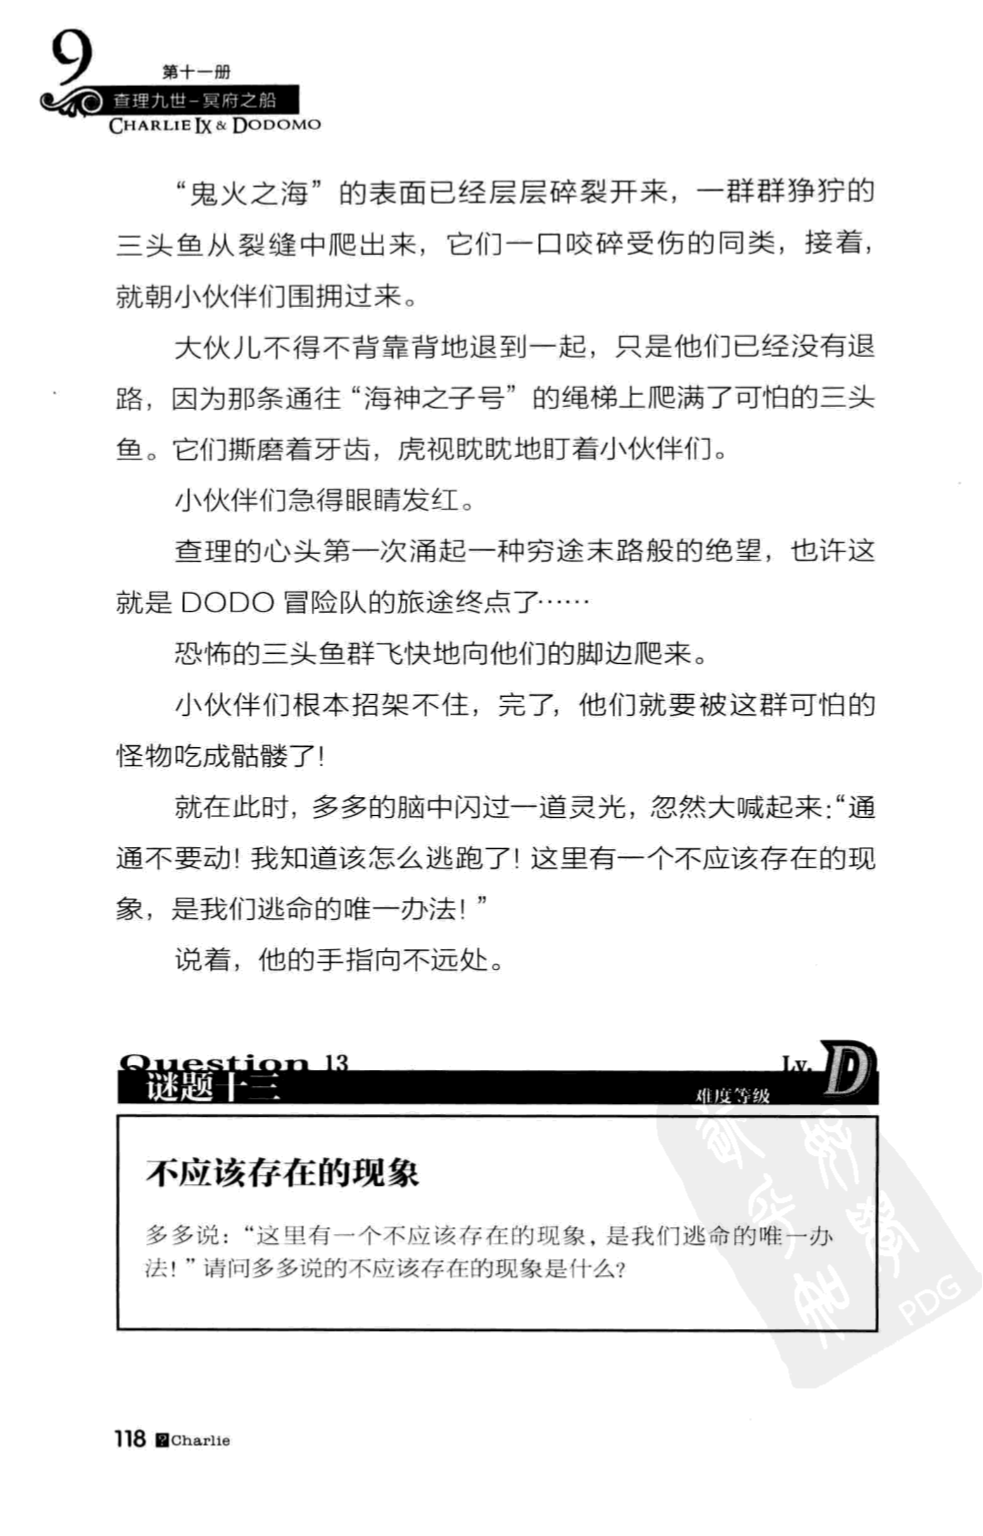 9
第十一册
查理九世-冥府之船
CHARLIE IX & DODOMO
“鬼火之海”的表面已经层层碎裂开来，一群群狰狞的
三头鱼从裂缝中爬出来，它们一口咬碎受伤的同类，接着，
就朝小伙伴们围拥过来。
大伙儿不得不背靠背地退到一起，只是他们已经没有退
路，因为那条通往“海神之子号”的绳梯上爬满了可怕的三头
鱼。它们撕磨着牙齿，虎视眈眈地盯着小伙伴们。
小伙伴们急得眼睛发红。
查理的心头第一次涌起一种穷途末路般的绝望，也许这
就是 DODO 冒险队的旅途终点了……
恐怖的三头鱼群飞快地向他们的脚边爬来。
小伙伴们根本招架不住，完了，他们就要被这群可怕的
怪物吃成骷髅了！
就在此时，多多的脑中闪过一道灵光，忽然大喊起来：“通
通不要动！我知道该怎么逃跑了！这里有一个不应该存在的现
象，是我们逃命的唯一办法！”
说着，他的手指向不远处。
Question 13
Lv. D
谜题十三
难度等级
不应该存在的现象
多多说：“这里有一个不应该存在的现象，是我们逃命的唯一办
法！”请问多多说的不应该存在的现象是什么？
PDG
118 ?Charlie